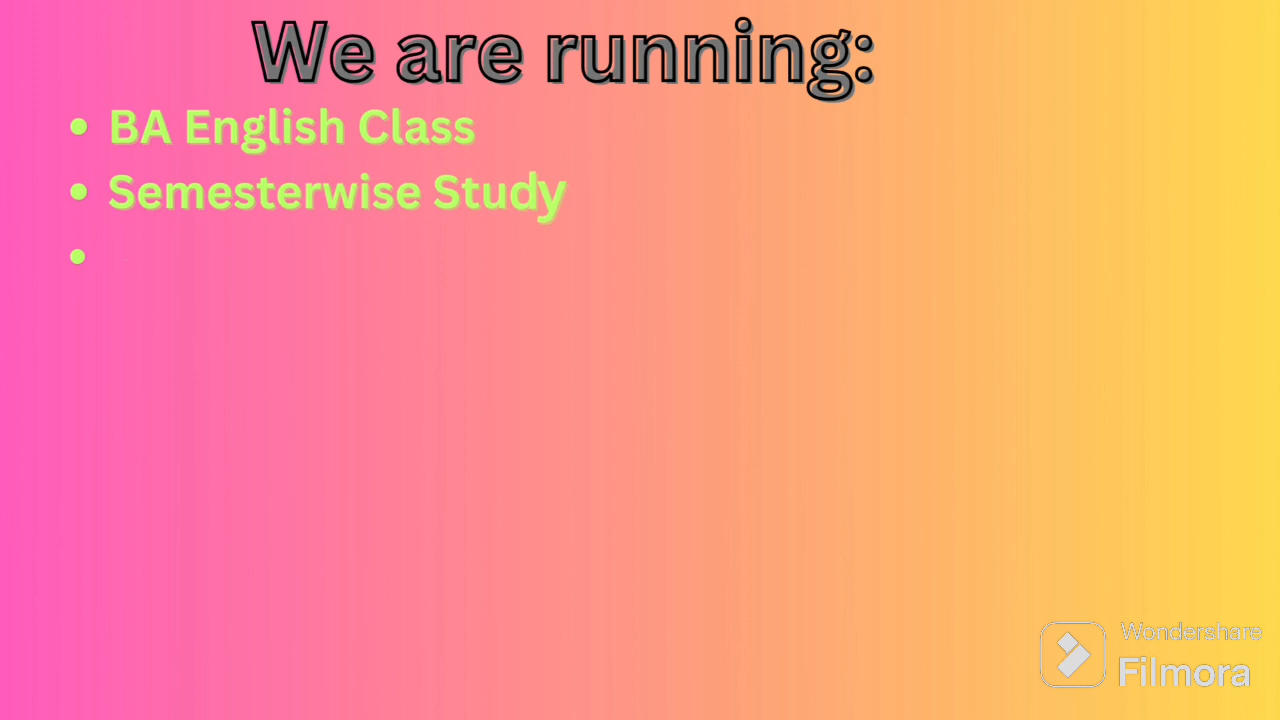 We are running:
• BA English Class
• Semesterwise Study
•
Wondershare
Filmora